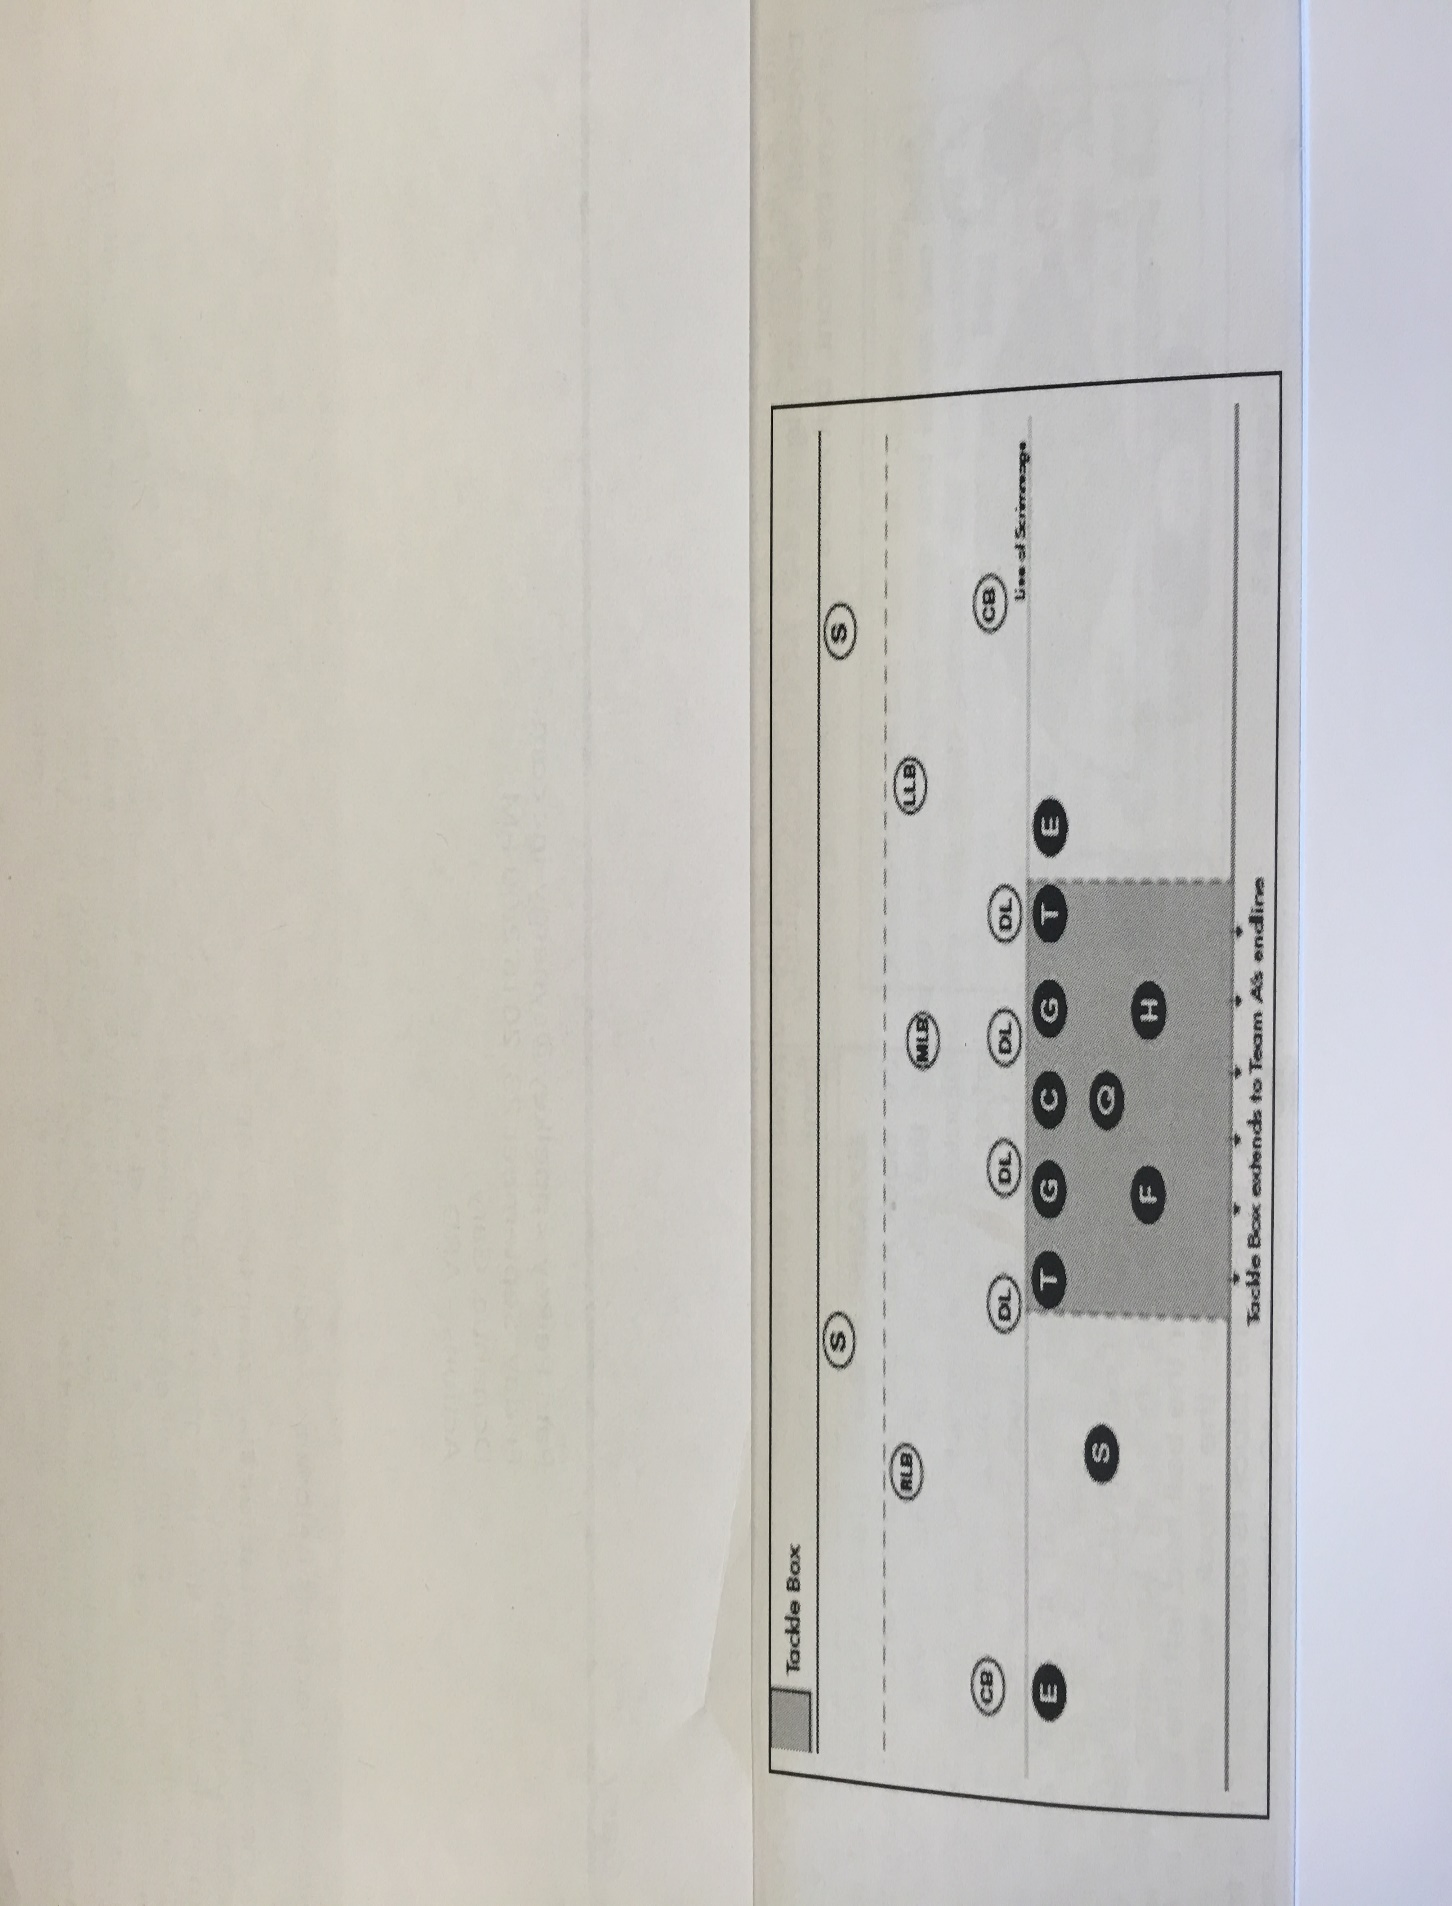 Tackle Box
S S
RLB MLB LLB
CB DL DL DL DL CB
Line of Scrimmage
E T G C G T E
S Q
F H
Tackle Box extends to Team A's endline